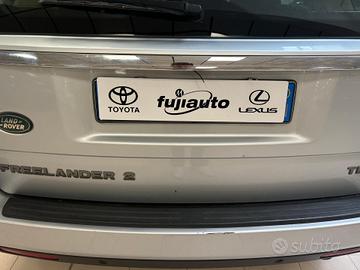 LAND
ROVER
TOYOTA
fujiauto
LEXUS
FREELANDER 2
subito